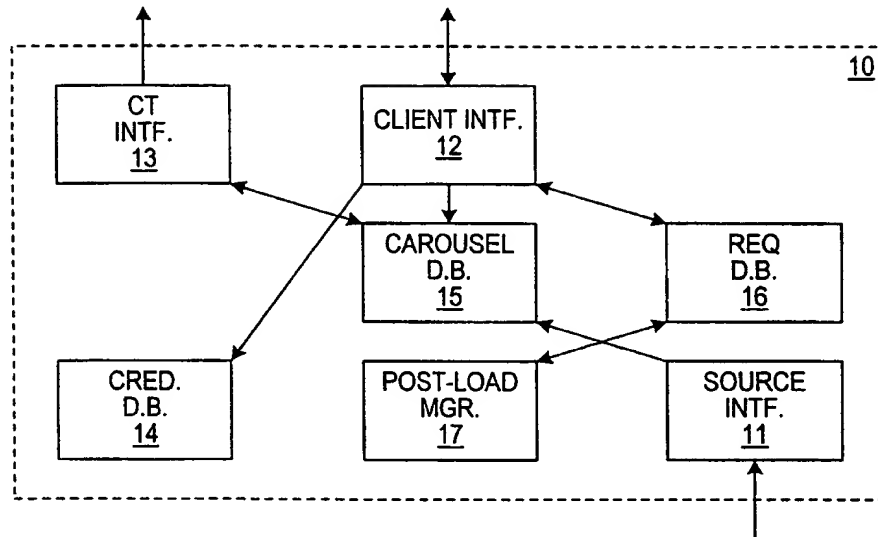 10
CT
INTF.
13
CLIENT INTF.
12
CAROUSEL
D.B.
15
REQ
D.B.
16
CRED.
D.B.
14
POST-LOAD
MGR.
17
SOURCE
INTF.
11